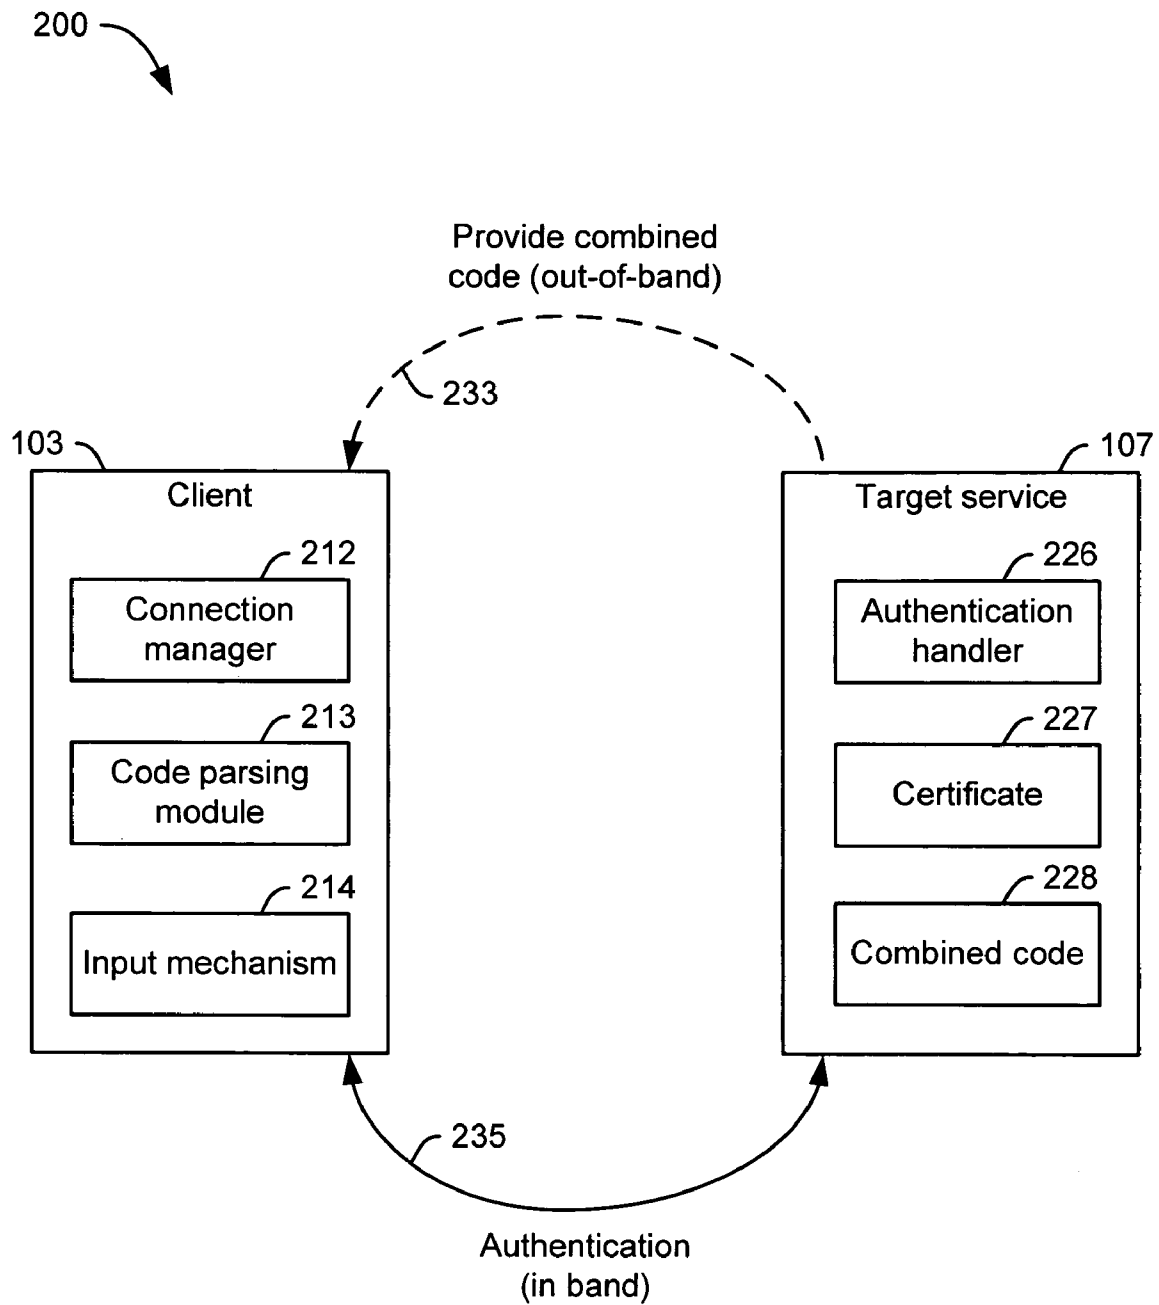 200
Provide combined
code (out-of-band)
233
103
107
Client
Target service
212
226
Connection
manager
Authentication
handler
213
227
Code parsing
module
Certificate
214
228
Input mechanism
Combined code
235
Authentication
(in band)